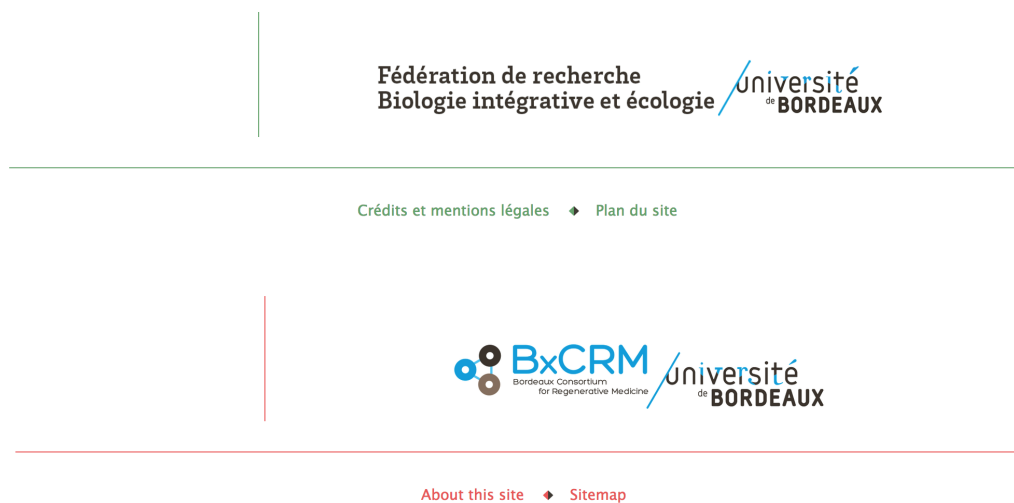 Fédération de recherche
Biologie intégrative et écologie
université
de BORDEAUX
Crédits et mentions légales
Plan du site
BxCRM
Bordeaux Consortium
for Regenerative Medicine
université
de BORDEAUX
About this site
Sitemap